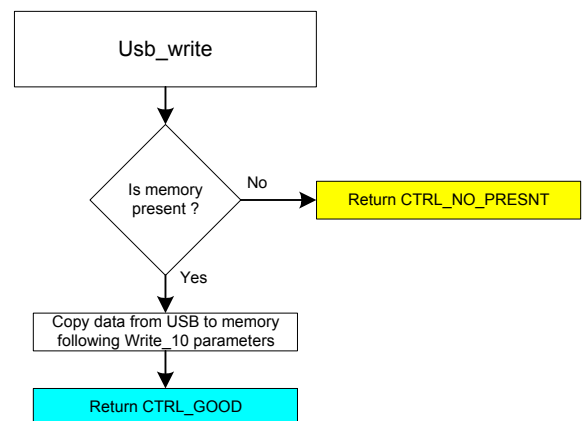 Usb_write
Is memory
present ?
No
Return CTRL_NO_PRESNT
Yes
Copy data from USB to memory
following Write_10 parameters
Return CTRL_GOOD